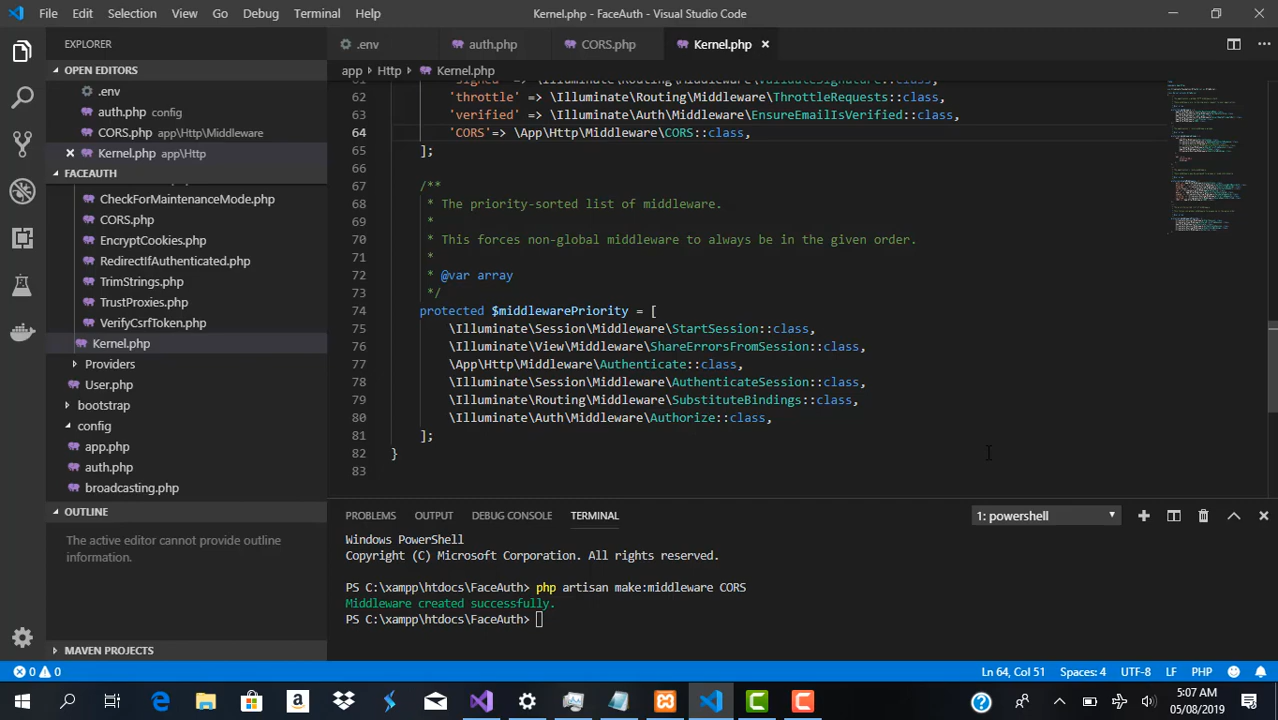 File Edit Selection View Go Debug Terminal Help
Kernel.php - FaceAuth - Visual Studio Code
EXPLORER
OPEN EDITORS
.env
auth.php config
CORS.php app\Http\Middleware
Kernel.php app\Http
FACEAUTH
CheckForMaintenanceMode.php
CORS.php
EncryptCookies.php
RedirectIfAuthenticated.php
TrimStrings.php
TrustProxies.php
VerifyCsrfToken.php
Kernel.php
Providers
User.php
bootstrap
config
app.php
auth.php
broadcasting.php
OUTLINE
The active editor cannot provide outline
information.
MAVEN PROJECTS
.env auth.php CORS.php Kernel.php
app Http Kernel.php
61 'signed' => \Illuminate\Routing\Middleware\ValidateSignature::class,
62 'throttle' => \Illuminate\Routing\Middleware\ThrottleRequests::class,
63 'verified' => \Illuminate\Auth\Middleware\EnsureEmailIsVerified::class,
64 'CORS'=> \App\Http\Middleware\CORS::class,
65 ];
66
67 /**
68 * The priority-sorted list of middleware.
69 *
70 * This forces non-global middleware to always be in the given order.
71 *
72 * @var array
73 */
74 protected $middlewarePriority = [
75 \Illuminate\Session\Middleware\StartSession::class,
76 \Illuminate\View\Middleware\ShareErrorsFromSession::class,
77 \App\Http\Middleware\Authenticate::class,
78 \Illuminate\Session\Middleware\AuthenticateSession::class,
79 \Illuminate\Routing\Middleware\SubstituteBindings::class,
80 \Illuminate\Auth\Middleware\Authorize::class,
81 ];
82 }
83
PROBLEMS OUTPUT DEBUG CONSOLE TERMINAL 1: powershell
Windows PowerShell
Copyright (C) Microsoft Corporation. All rights reserved.
PS C:\xampp\htdocs\FaceAuth> php artisan make:middleware CORS
Middleware created successfully.
PS C:\xampp\htdocs\FaceAuth>
0 0 Ln 64, Col 51 Spaces: 4 UTF-8 LF PHP
5:07 AM
05/08/2019